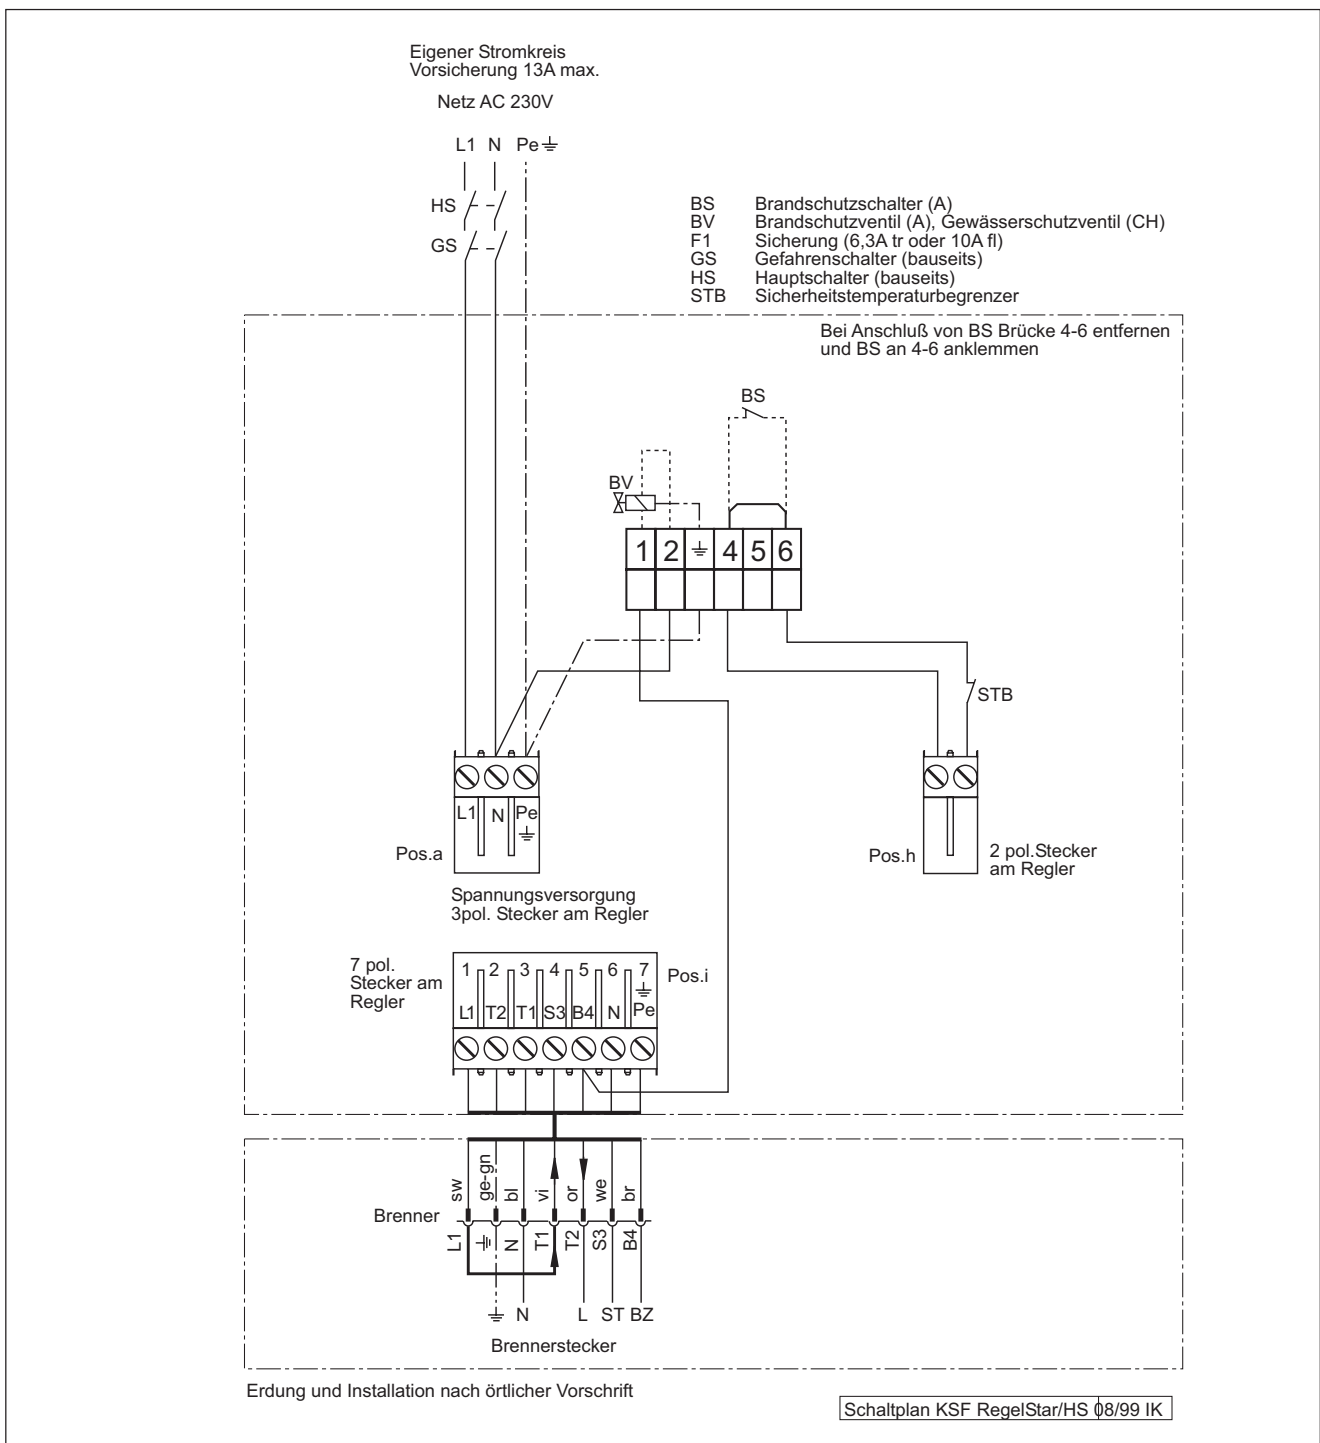 Eigener Stromkreis
Vorsicherung 13A max.
Netz AC 230V
L1 N Pe
HS
GS
BS Brandschutzschalter (A)
BV Brandschutzventil (A), Gewässerschutzventil (CH)
F1 Sicherung (6,3A tr oder 10A fl)
GS Gefahrenschalter (bauseits)
HS Hauptschalter (bauseits)
STB Sicherheitstemperaturbegrenzer
Bei Anschluß von BS Brücke 4-6 entfernen
und BS an 4-6 anklemmen
BS
BV
1 2 4 5 6
STB
L1 N Pe
Pos.a
Pos.h
2 pol.Stecker
am Regler
Spannungsversorgung
3pol. Stecker am Regler
7 pol.
Stecker am
Regler
1 2 3 4 5 6 7
L1 T2 T1 S3 B4 N Pe
Pos.i
sw ge-gn bl vi or we br
Brenner
L1 N T1 T2 S3 B4
N L ST BZ
Brennerstecker
Erdung und Installation nach örtlicher Vorschrift
Schaltplan KSF RegelStar/HS 08/99 IK